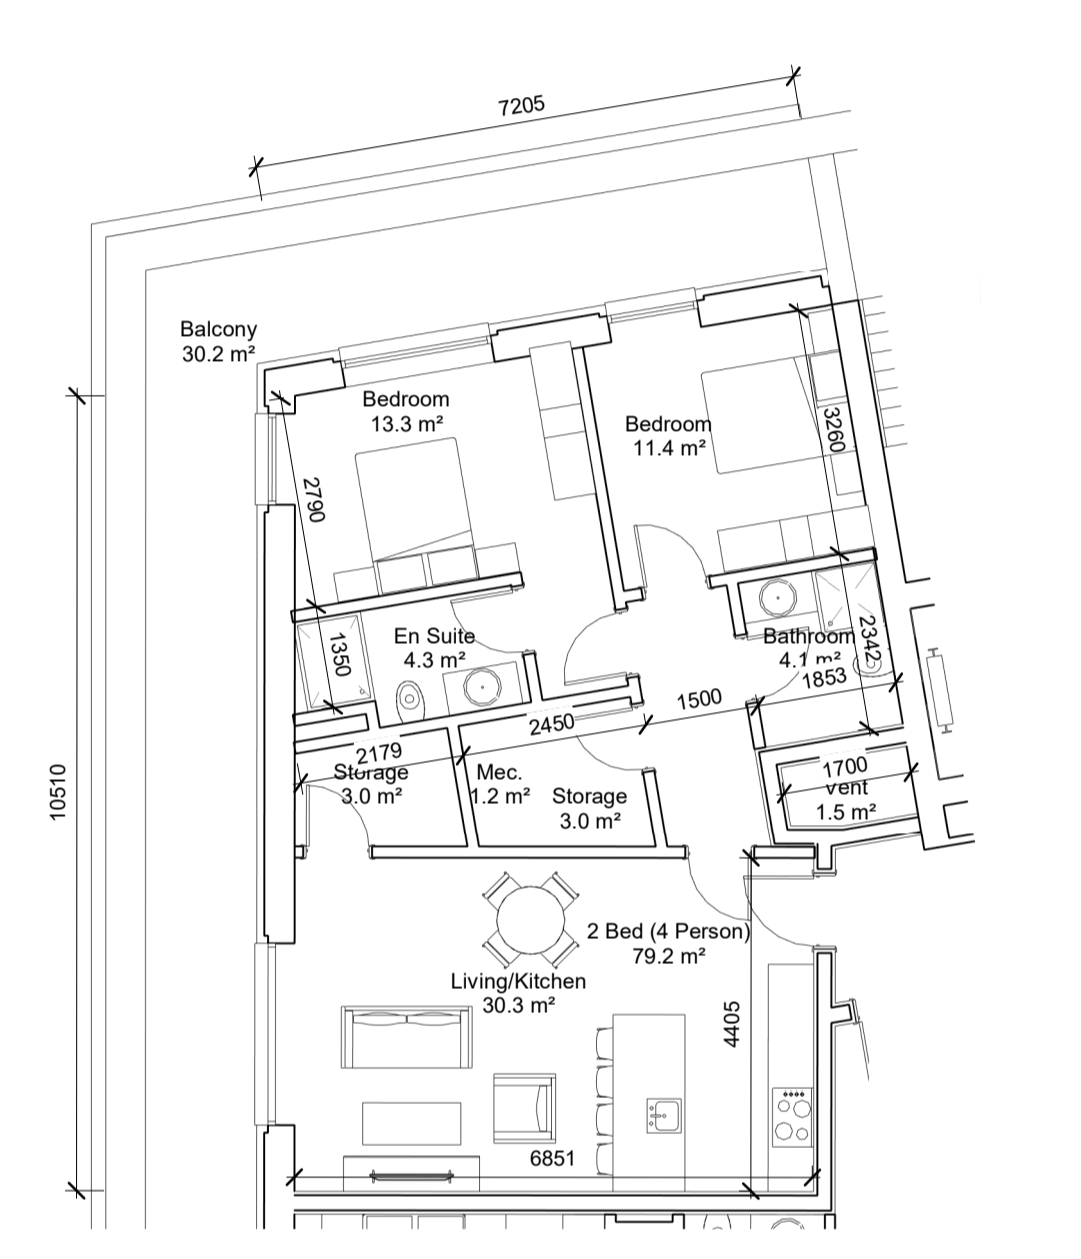 7205
Balcony
30.2 m²
Bedroom
13.3 m²
Bedroom
11.4 m²
3260
2790
En Suite
4.3 m²
1350
Bathroom
4.1 m²
2342
1853
1500
2450
2179
Storage
3.0 m²
Mec.
1.2 m²
Storage
3.0 m²
1700
Vent
1.5 m²
10510
2 Bed (4 Person)
79.2 m²
Living/Kitchen
30.3 m²
4405
6851